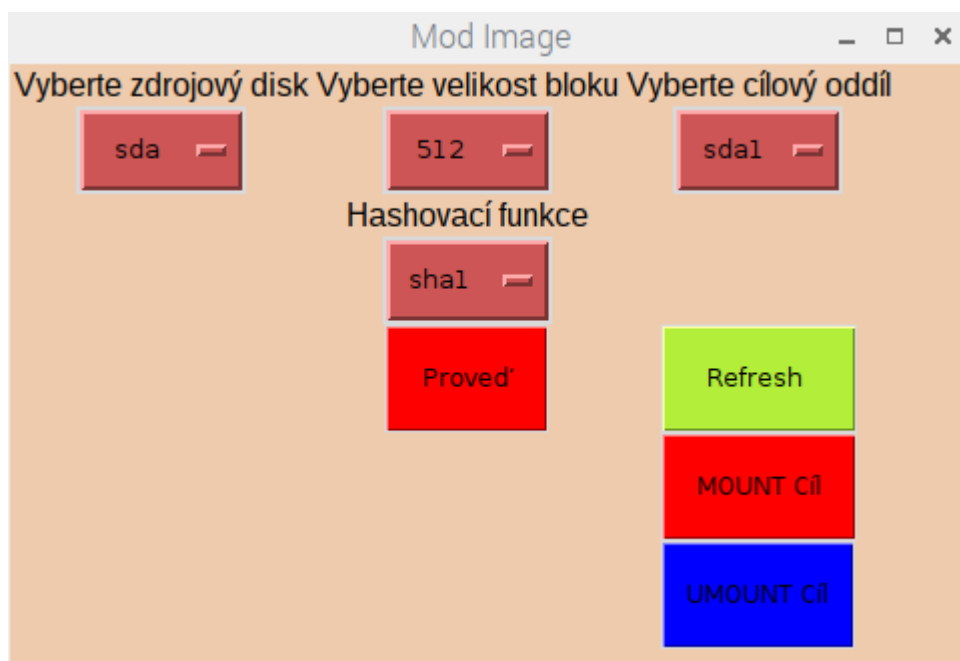 Mod Image
Vyberte zdrojový disk Vyberte velikost bloku Vyberte cílový oddíl
sda 512 sda1
Hashovací funkce
sha1
Proveď Refresh
MOUNT Cíl
UMOUNT Cíl